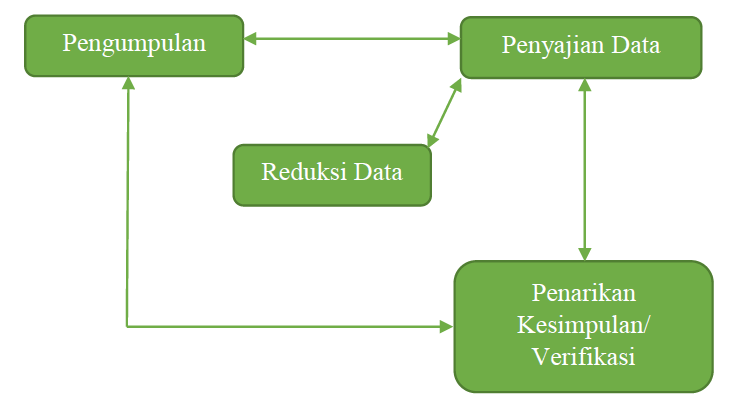 Pengumpulan
Penyajian Data
Reduksi Data
Penarikan
Kesimpulan/
Verifikasi